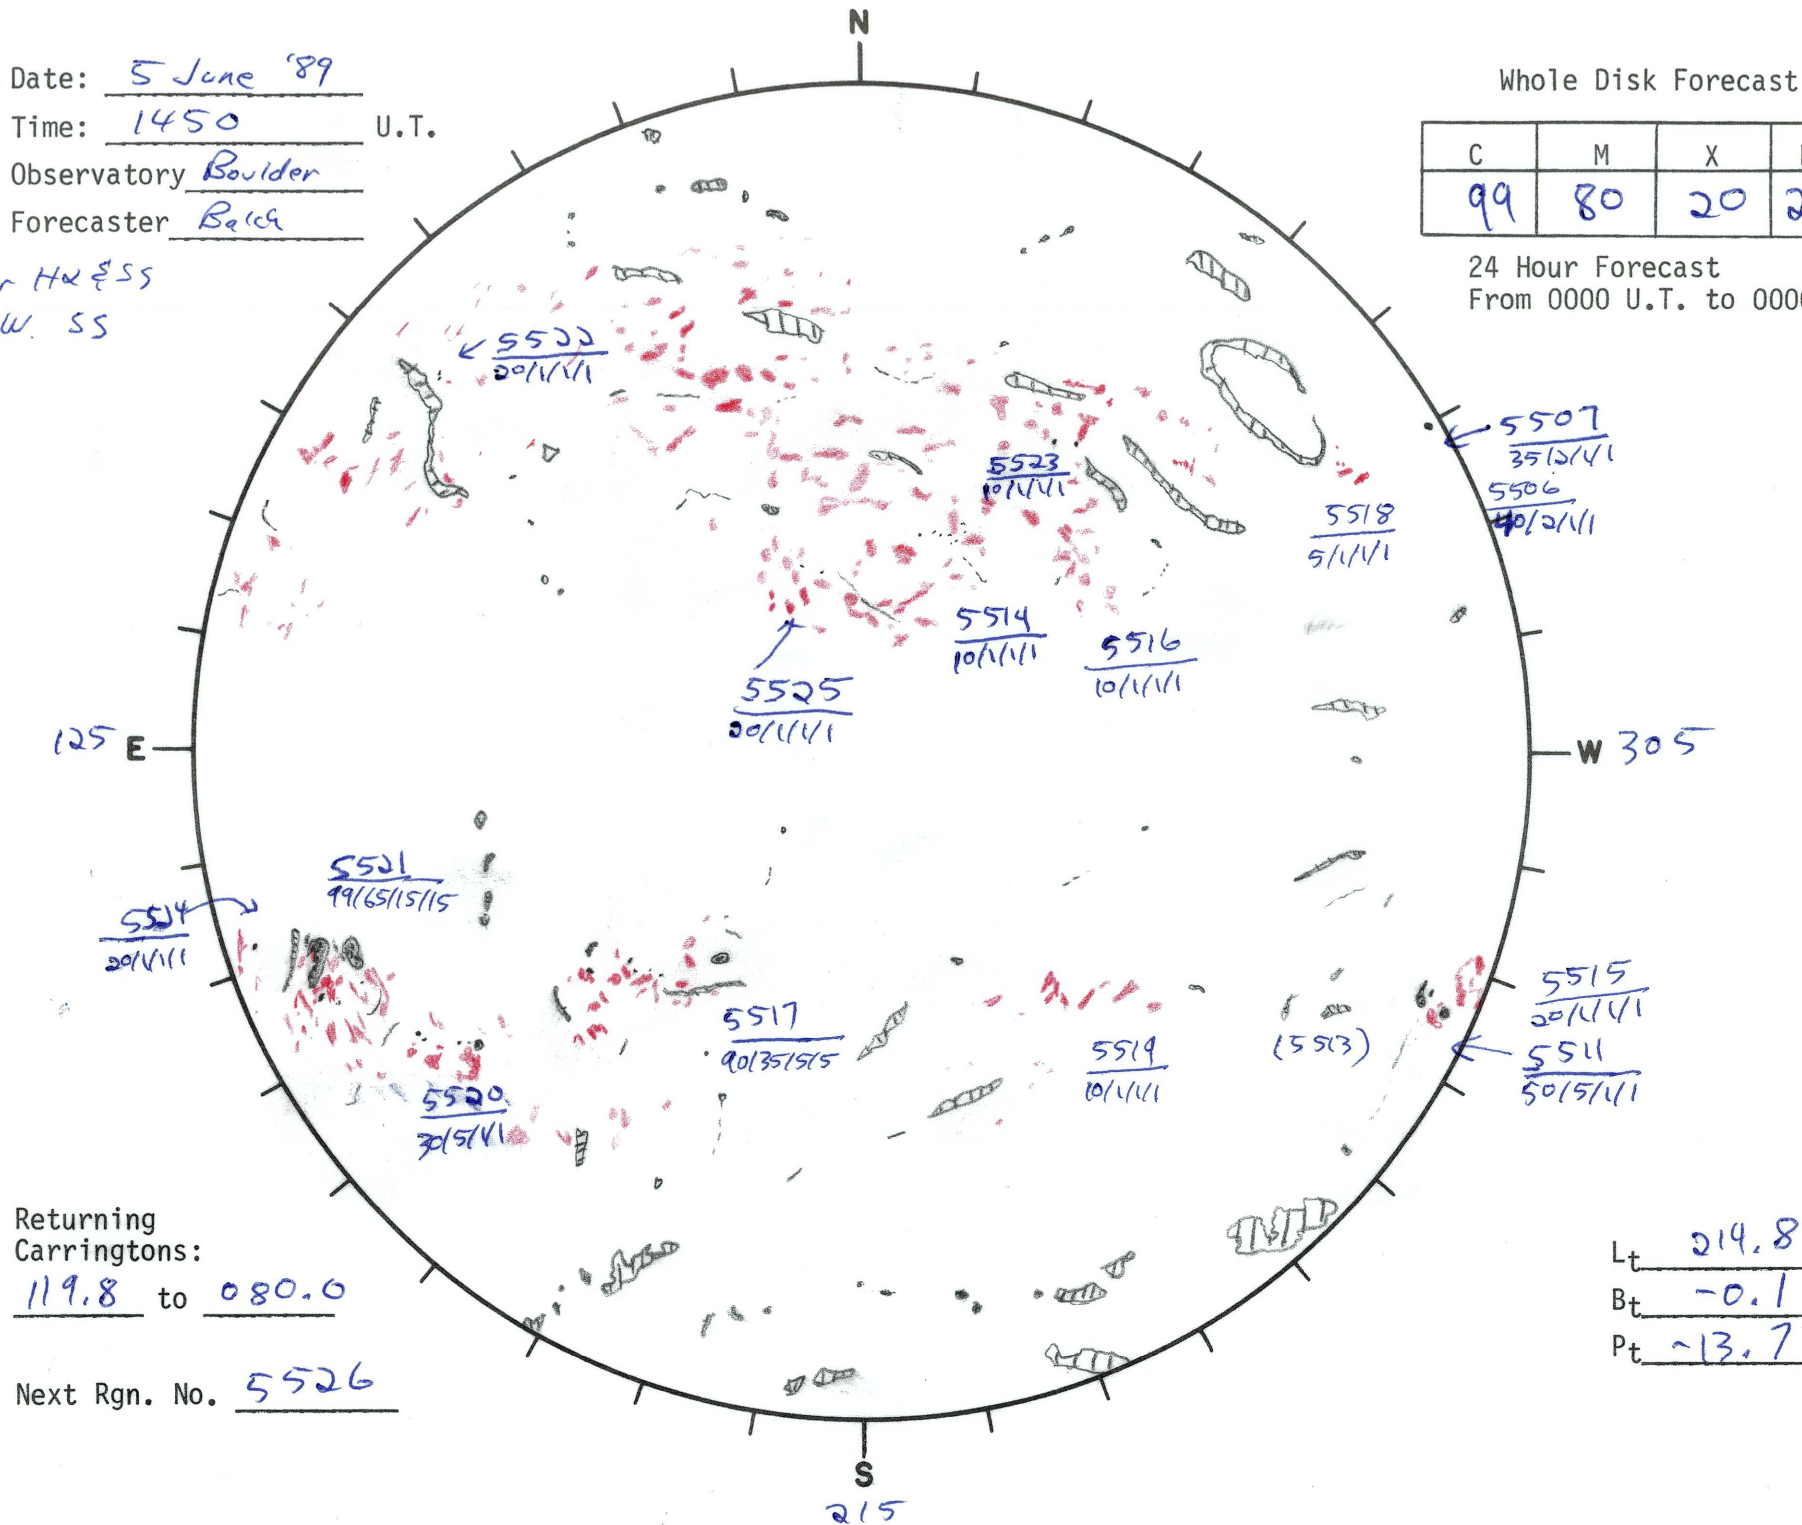 N
Date: 5 June '89
Time: 1450 U.T.
Observatory Boulder
Forecaster Balch
Hα & SS
W. SS
Whole Disk Forecast
C M X
99 80 20 2
24 Hour Forecast
From 0000 U.T. to 000
5522
20/1/1/1
5507
35/2/1/1
5523
10/1/1/1
5506
40/2/1/1
5518
5/1/1/1
5514
10/1/1/1
5516
10/1/1/1
5525
20/1/1/1
125 E
W 305
5521
99/65/15/15
5524
20/1/1/1
5517
90/35/5/5
5515
20/1/1/1
(5513)
5519
10/1/1/1
5511
50/5/1/1
5520
30/5/1/1
Returning
Carringtons:
119.8 to 080.0
Next Rgn. No. 5526
Lt 214.8
Bt -0.1
Pt -13.7
S
215